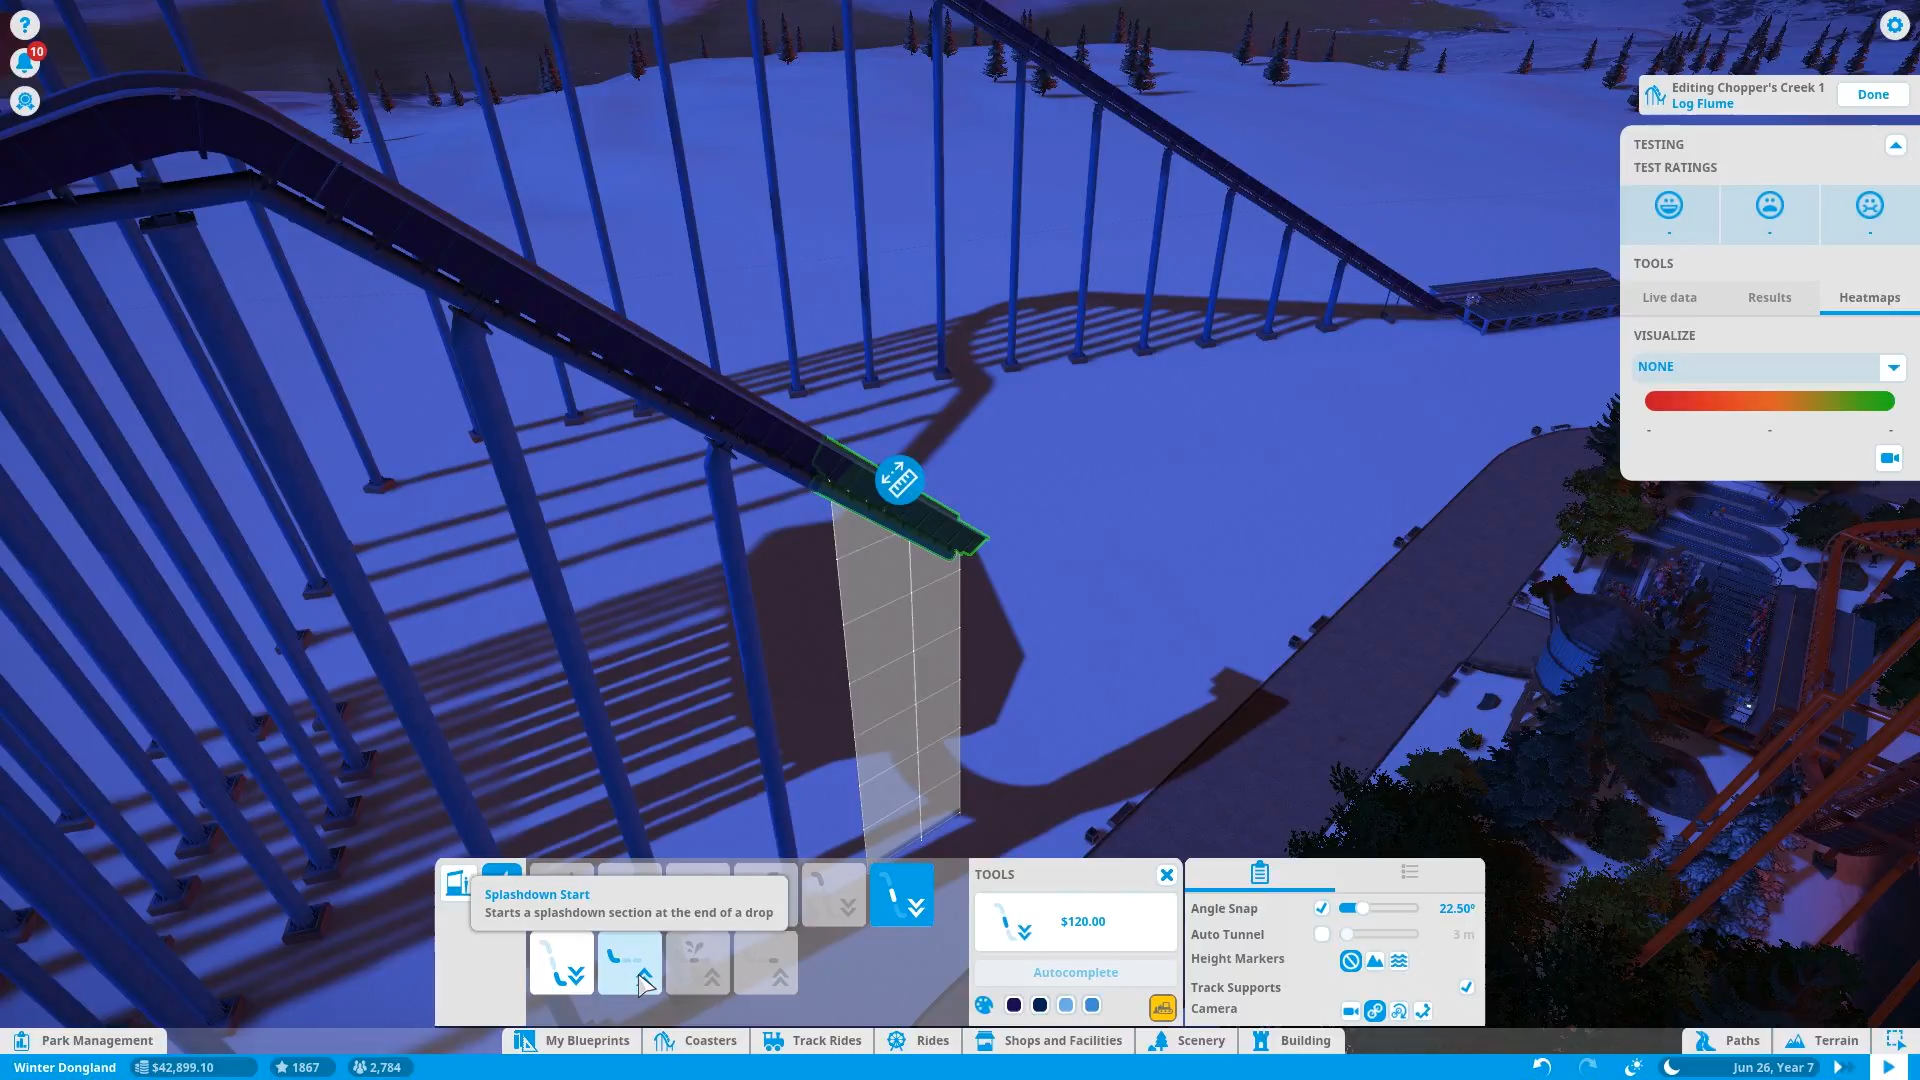 ?
10
Editing Chopper's Creek 1
Log Flume
Done
TESTING
TEST RATINGS
- - -
TOOLS
Live data Results Heatmaps
VISUALIZE
NONE
- - -
Splashdown Start
Starts a splashdown section at the end of a drop
TOOLS
$120.00
Autocomplete
Angle Snap 22.50º
Auto Tunnel 3 m
Height Markers
Track Supports
Camera
Park Management My Blueprints Coasters Track Rides Rides Shops and Facilities Scenery Building Paths Terrain
Winter Dongland $42,899.10 1867 2,784 Jun 26, Year 7